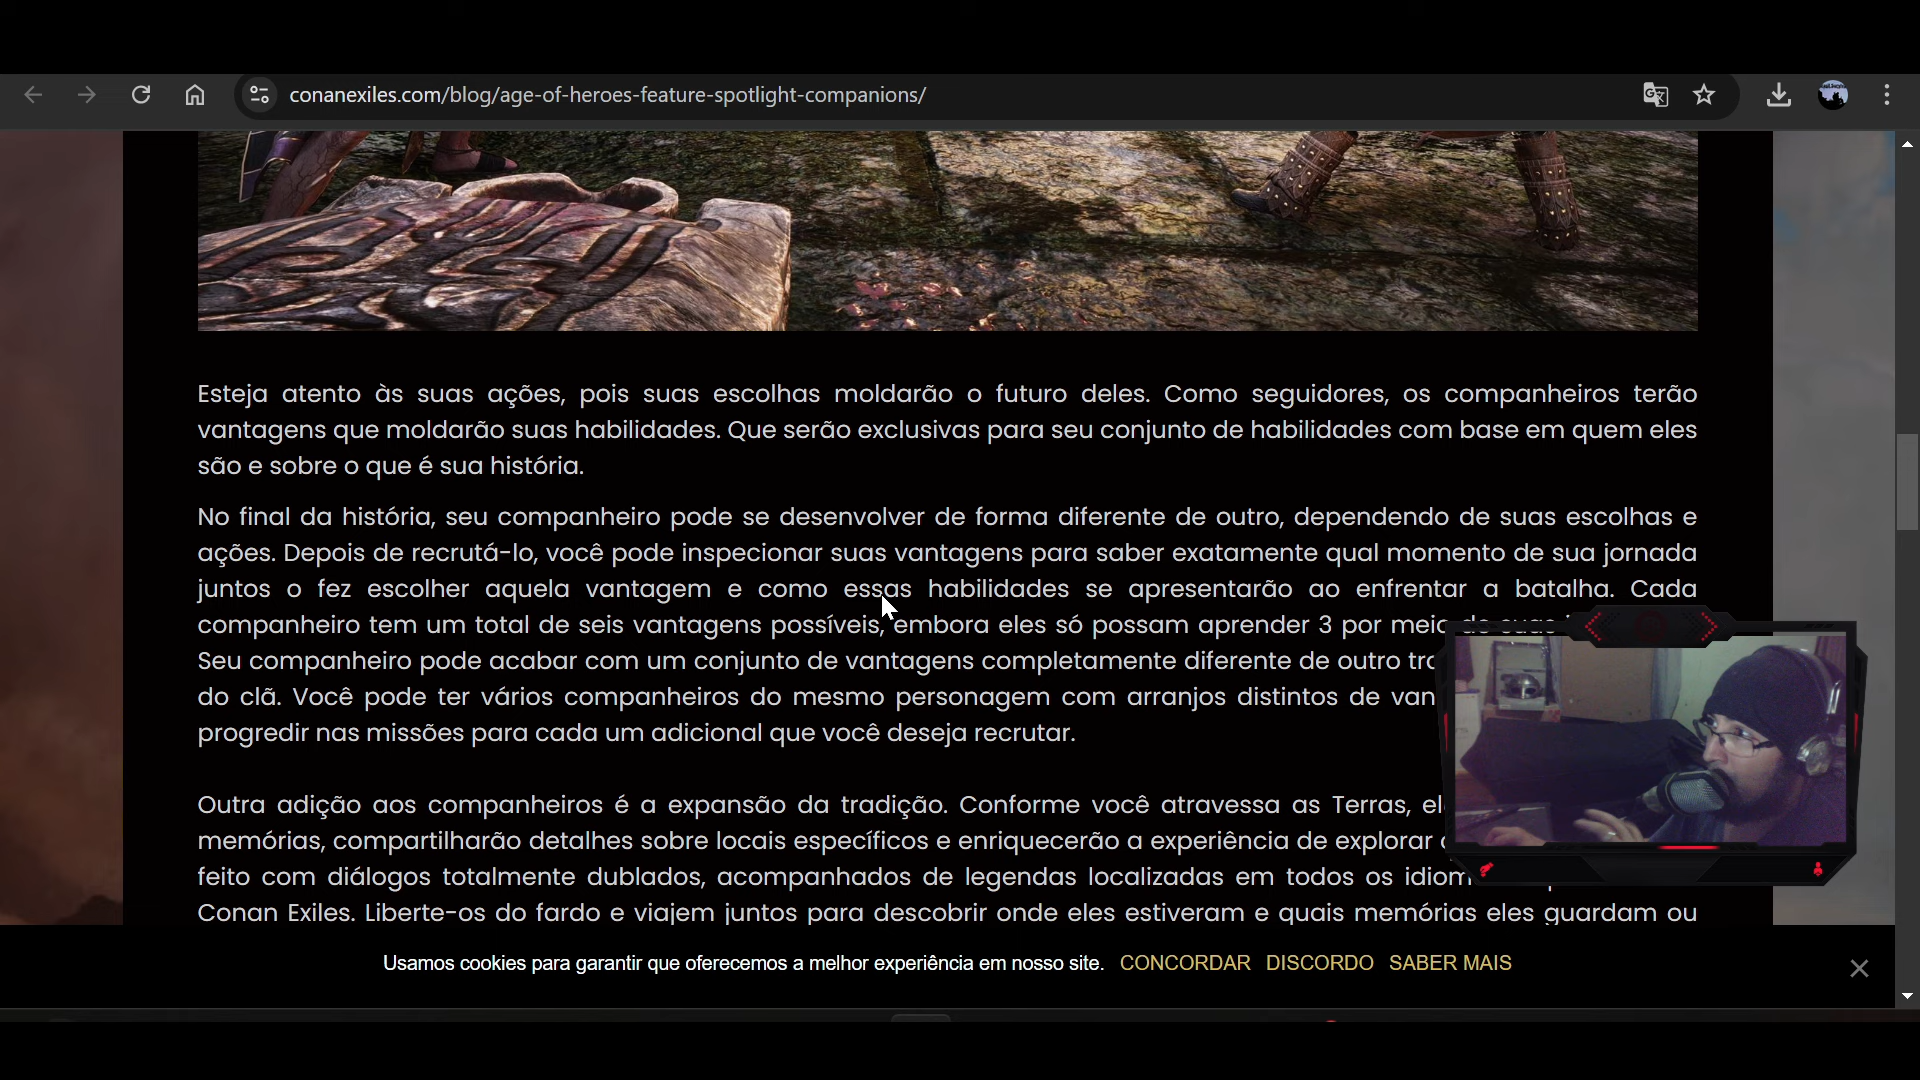 conanexiles.com/blog/age-of-heroes-feature-spotlight-companions/
Esteja atento às suas ações, pois suas escolhas moldarão o futuro deles. Como seguidores, os companheiros terão
vantagens que moldarão suas habilidades. Que serão exclusivas para seu conjunto de habilidades com base em quem eles
são e sobre o que é sua história.
No final da história, seu companheiro pode se desenvolver de forma diferente de outro, dependendo de suas escolhas e
ações. Depois de recrutá-lo, você pode inspecionar suas vantagens para saber exatamente qual momento de sua jornada
juntos o fez escolher aquela vantagem e como essas habilidades se apresentarão ao enfrentar a batalha. Cada
companheiro tem um total de seis vantagens possíveis, embora eles só possam aprender 3 por meio de suas
Seu companheiro pode acabar com um conjunto de vantagens completamente diferente de outro
do clã. Você pode ter vários companheiros do mesmo personagem com arranjos distintos de
progredir nas missões para cada um adicional que você deseja recrutar.
Outra adição aos companheiros é a expansão da tradição. Conforme você atravessa as Terras,
memórias, compartilharão detalhes sobre locais específicos e enriquecerão a experiência de explorar
feito com diálogos totalmente dublados, acompanhados de legendas localizadas em todos os
Conan Exiles. Liberte-os do fardo e viajem juntos para descobrir onde eles estiveram e quais memórias eles guardam ou
Usamos cookies para garantir que oferecemos a melhor experiência em nosso site. CONCORDAR DISCORDO SABER MAIS